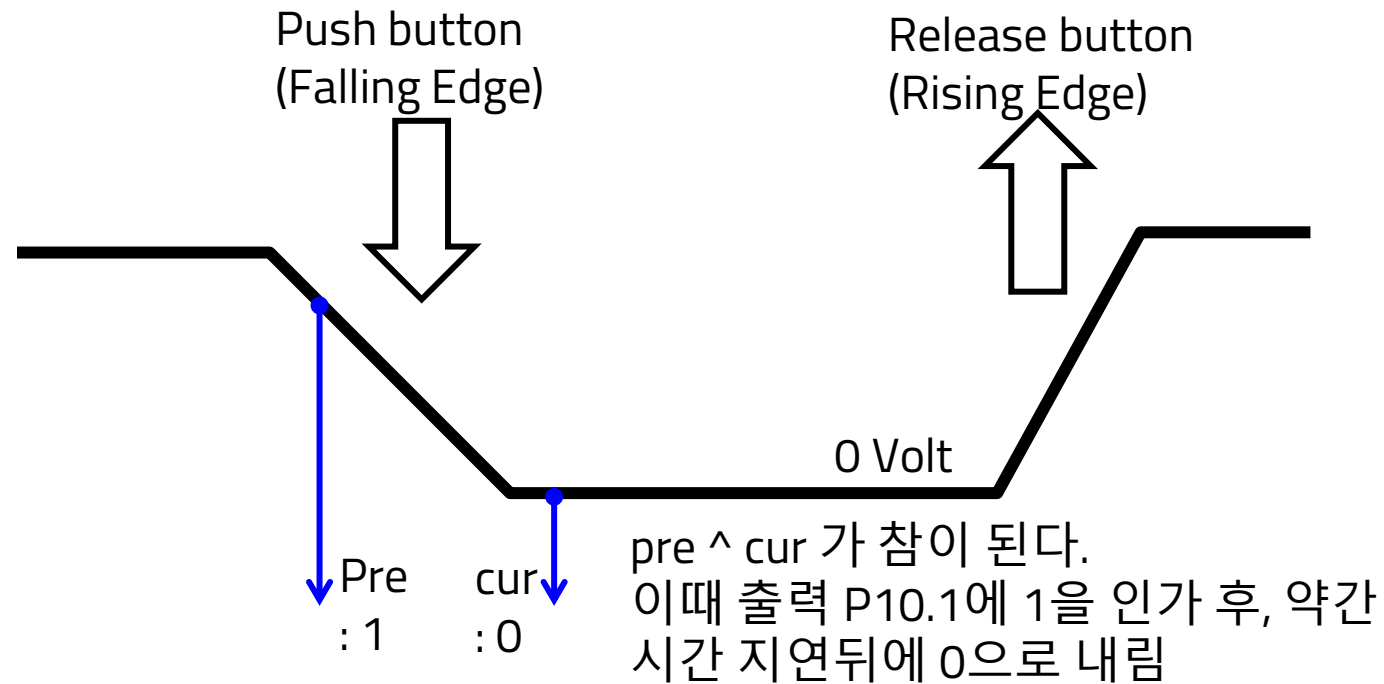 Push button
(Falling Edge)
Release button
(Rising Edge)
0 Volt
Pre
: 1
cur
: 0
pre ^ cur 가 참이 된다.
이때 출력 P10.1에 1을 인가 후, 약간
시간 지연뒤에 0으로 내림